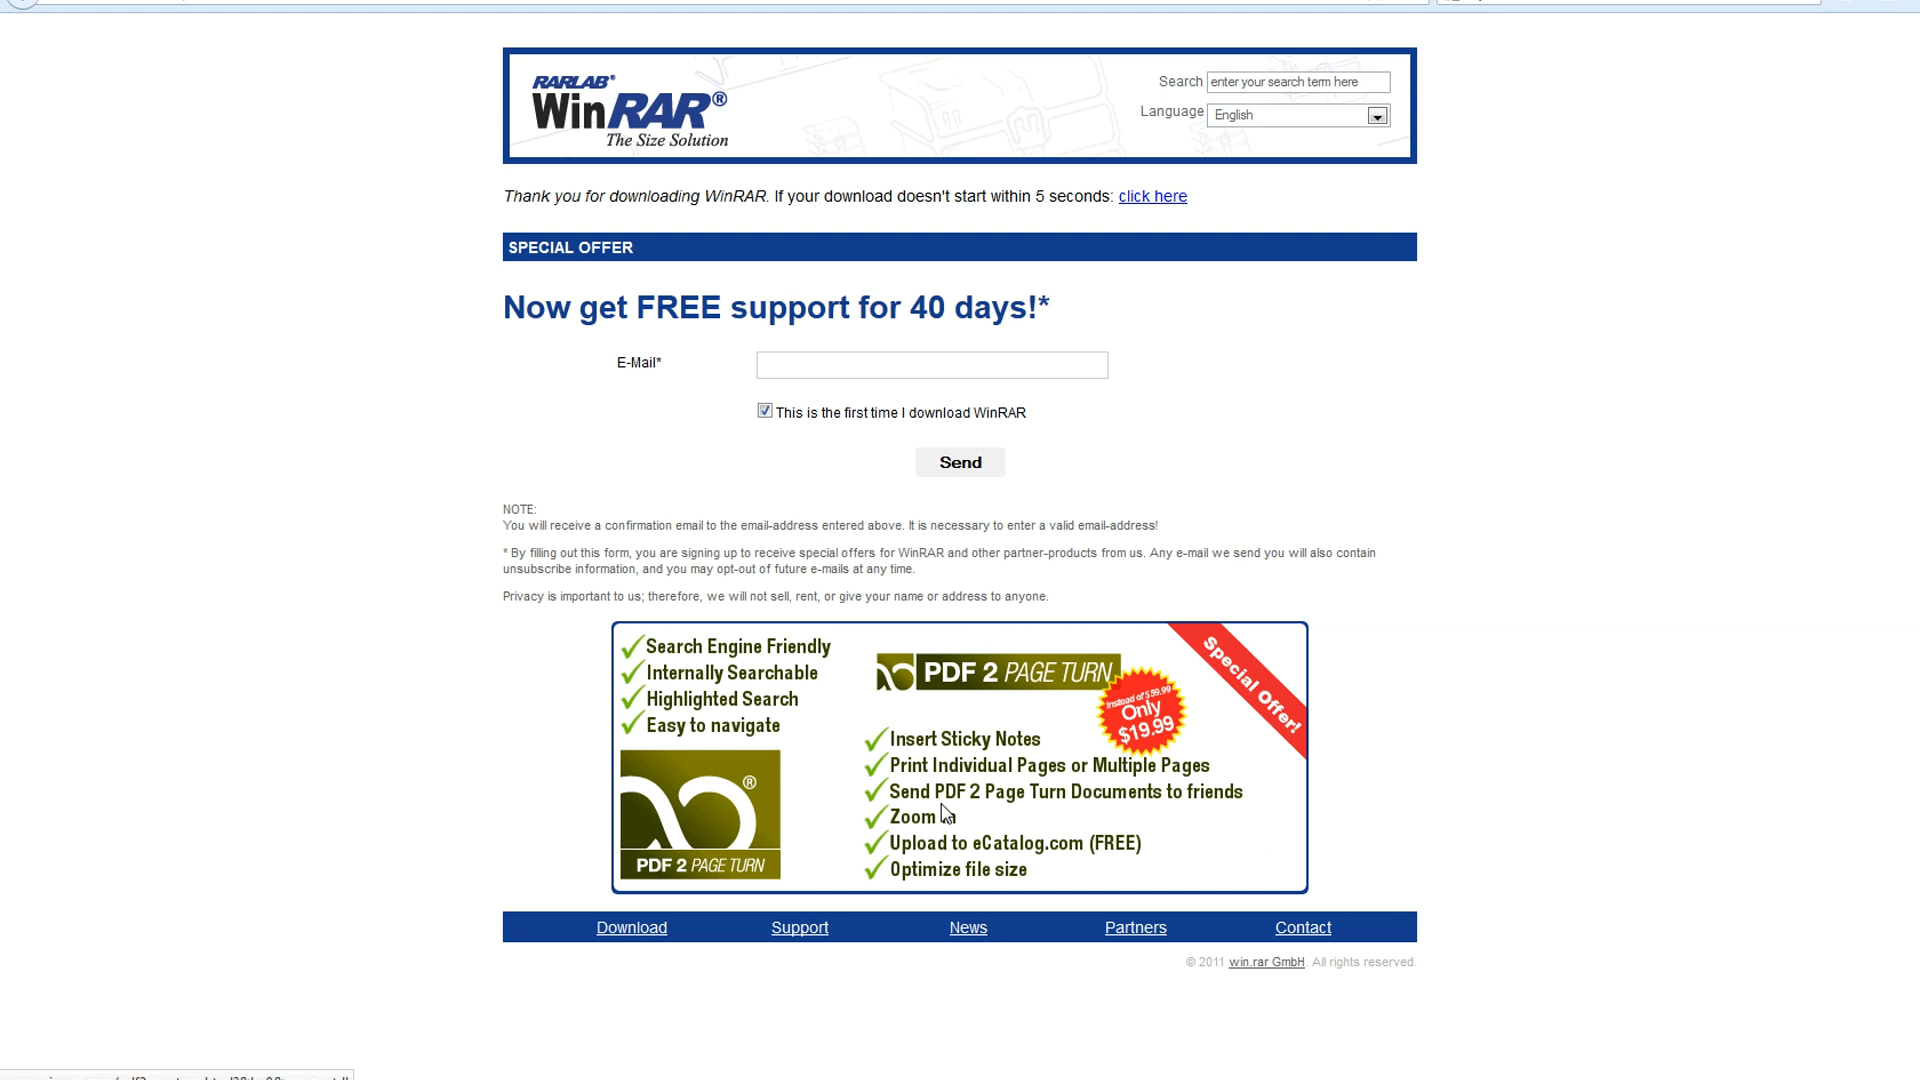 RARLAB®
WinRAR®
The Size Solution
Search enter your search term here
Language English
Thank you for downloading WinRAR. If your download doesn't start within 5 seconds: click here
SPECIAL OFFER
Now get FREE support for 40 days!*
E-Mail*
This is the first time I download WinRAR
Send
NOTE:
You will receive a confirmation email to the email-address entered above. It is necessary to enter a valid email-address!
* By filling out this form, you are signing up to receive special offers for WinRAR and other partner-products from us. Any e-mail we send you will also contain
unsubscribe information, and you may opt-out of future e-mails at any time.
Privacy is important to us; therefore, we will not sell, rent, or give your name or address to anyone.
Search Engine Friendly
Internally Searchable
Highlighted Search
Easy to navigate
®
PDF 2 PAGE TURN
PDF 2 PAGE TURN
Instead of $59.99
Only
$19.99
Special Offer!
Insert Sticky Notes
Print Individual Pages or Multiple Pages
Send PDF 2 Page Turn Documents to friends
Zoom
Upload to eCatalog.com (FREE)
Optimize file size
Download Support News Partners Contact
© 2011 win.rar GmbH. All rights reserved.